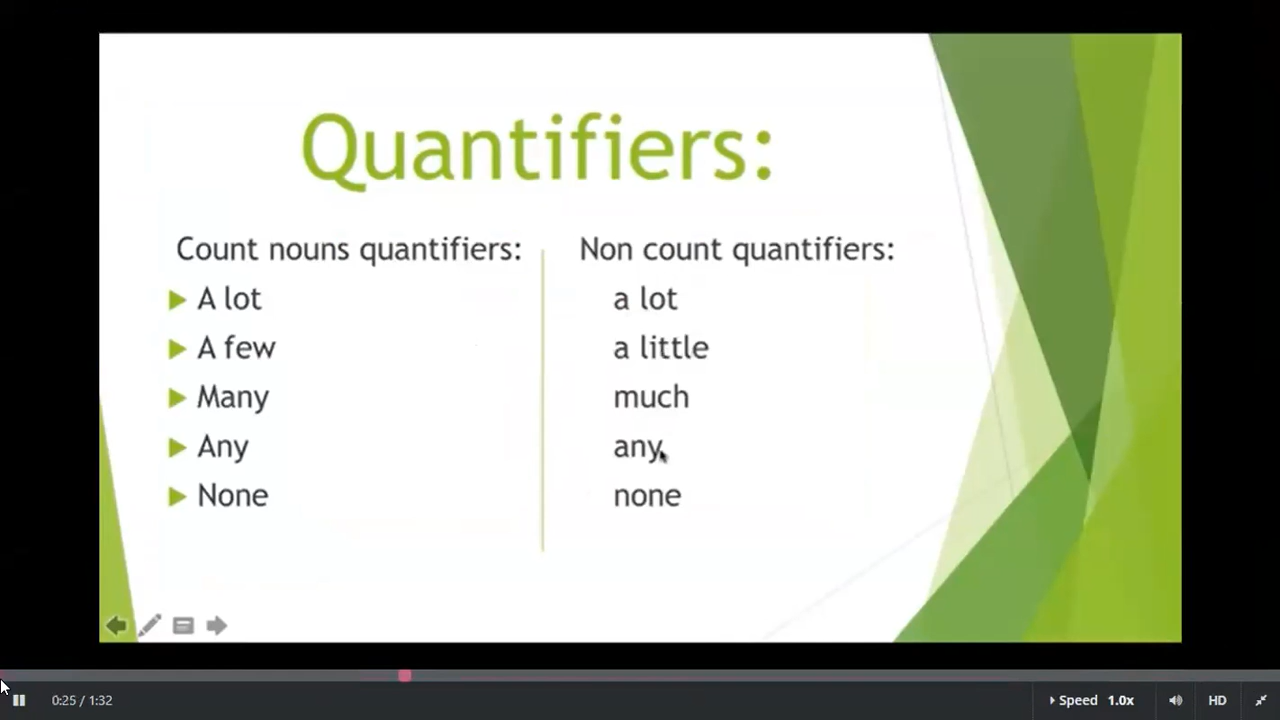 Quantifiers:
Count nouns quantifiers:
A lot
A few
Many
Any
None
Non count quantifiers:
a lot
a little
much
any
none
0:25 / 1:32
Speed 1.0x
HD